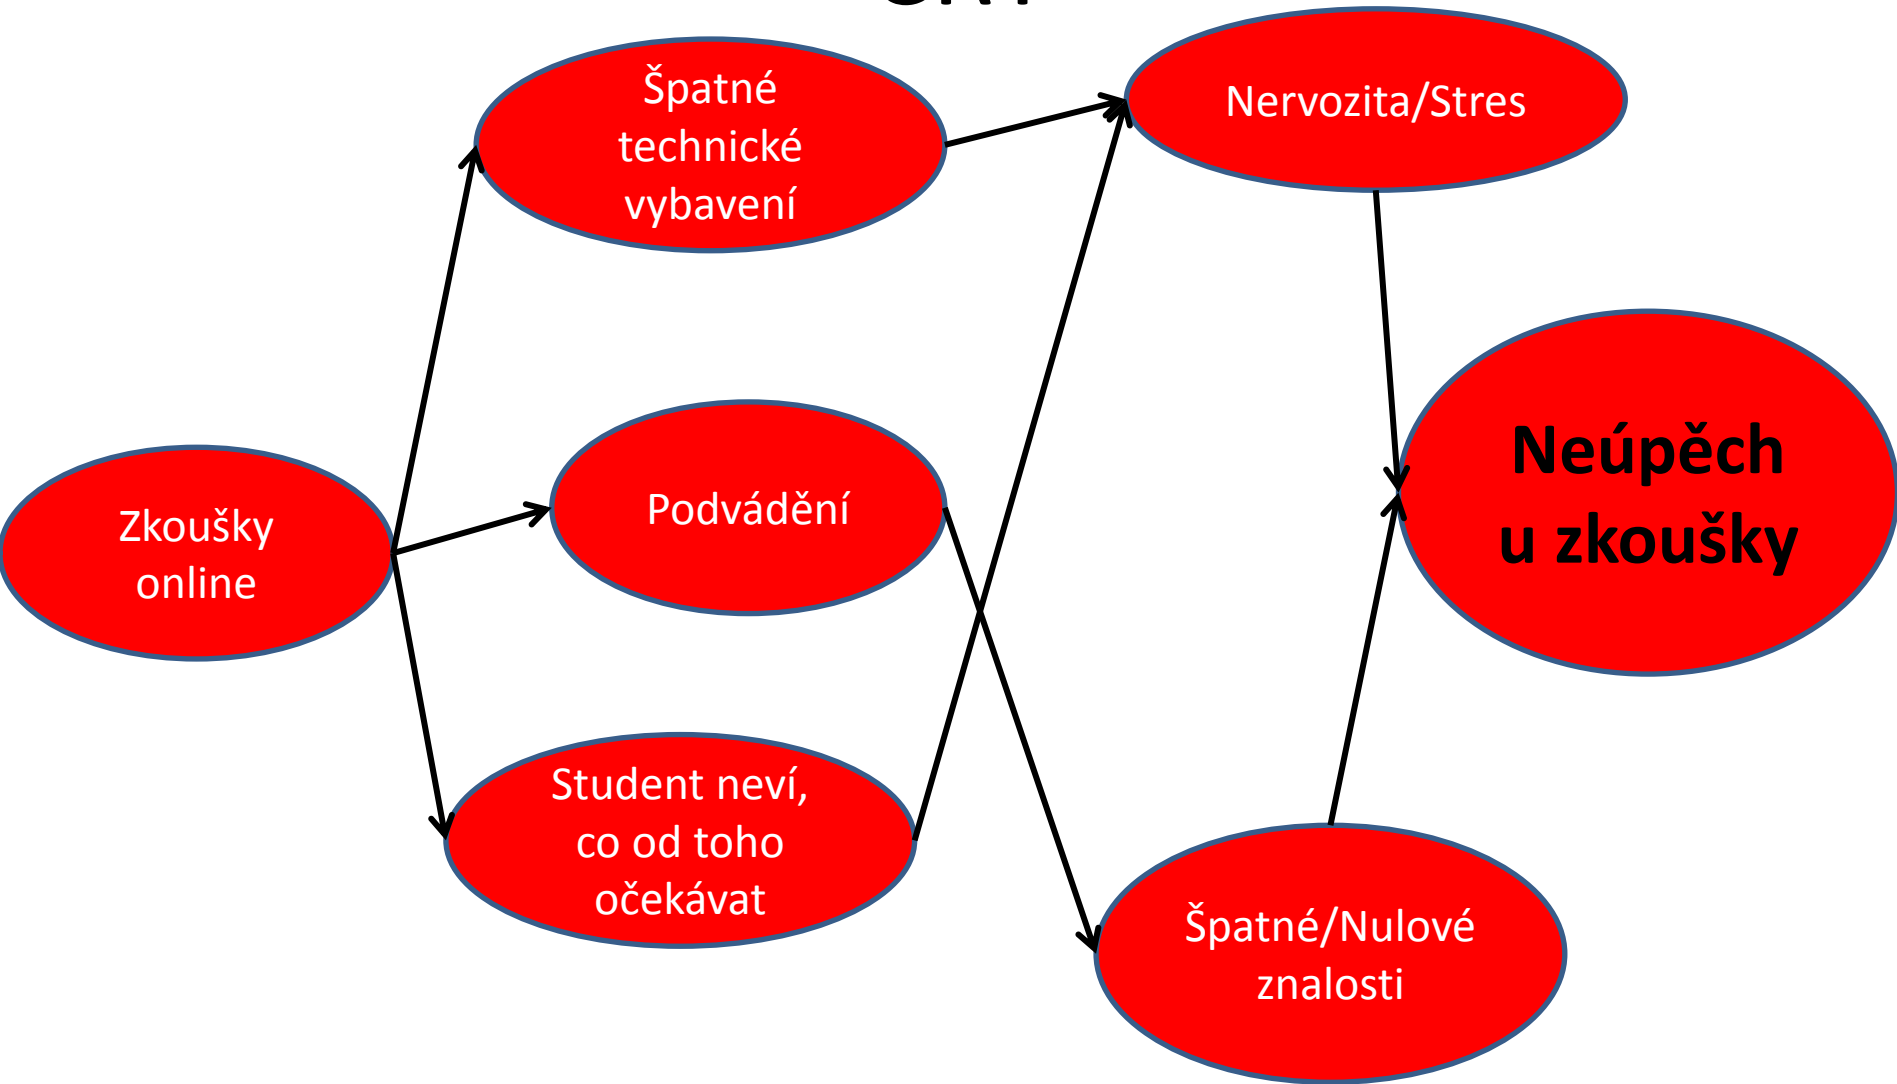 Špatné
technické
vybavení
Nervozita/Stres
Zkoušky
online
Podvádění
Neúpěch
u zkoušky
Student neví,
co od toho
očekávat
Špatné/Nulové
znalosti